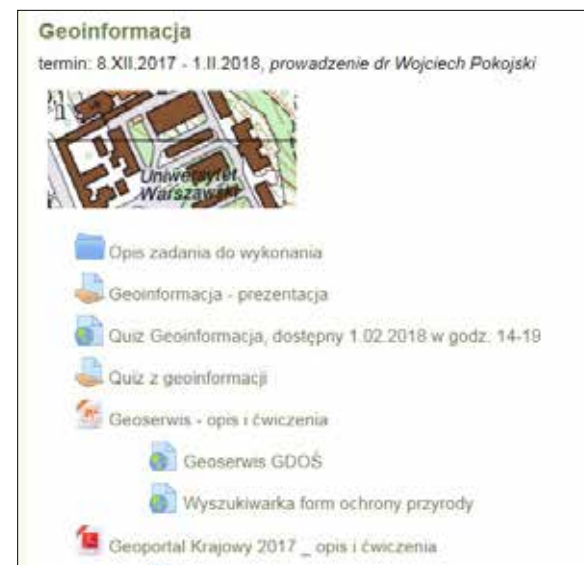 Geoinformacja
termin: 8.XII.2017 - 1.II.2018, prowadzenie dr Wojciech Pokojski
Uniwersytet
Warszawski
Opis zadania do wykonania
Geoinformacja - prezentacja
Quiz Geoinformacja, dostępny 1.02.2018 w godz. 14-19
Quiz z geoinformacji
Geoserwis - opis i ćwiczenia
Geoserwis GDOŚ
Wyszukiwarka form ochrony przyrody
Geoportal Krajowy 2017 _ opis i ćwiczenia